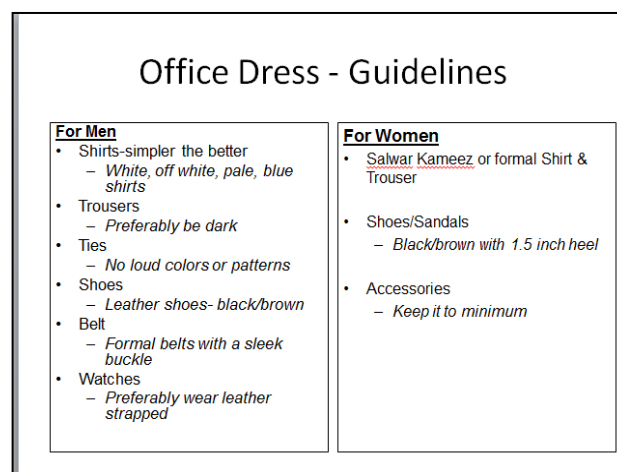 Office Dress - Guidelines
For Men
• Shirts-simpler the better
– White, off white, pale, blue
shirts
• Trousers
– Preferably be dark
• Ties
– No loud colors or patterns
• Shoes
– Leather shoes- black/brown
• Belt
– Formal belts with a sleek
buckle
• Watches
– Preferably wear leather
strapped
For Women
• Salwar Kameez or formal Shirt &
Trouser
• Shoes/Sandals
– Black/brown with 1.5 inch heel
• Accessories
– Keep it to minimum